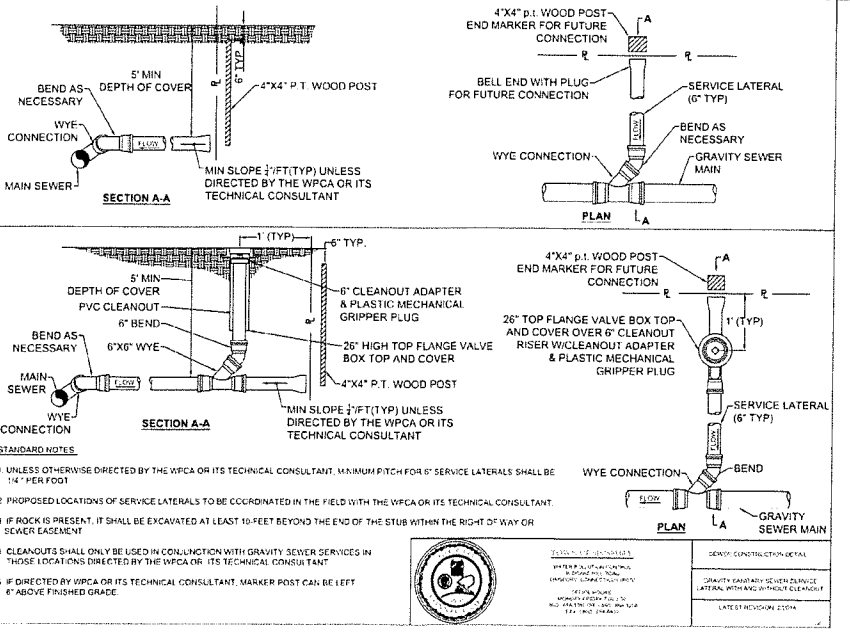 4"X4" p.t. WOOD POST
END MARKER FOR FUTURE
CONNECTION
A
BELL END WITH PLUG
FOR FUTURE CONNECTION
SERVICE LATERAL
(6" TYP)
FLOW
BEND AS
NECESSARY
WYE CONNECTION
GRAVITY SEWER
MAIN
PLAN
A
5' MIN
DEPTH OF COVER
6" TYP
4"X4" P.T. WOOD POST
BEND AS
NECESSARY
WYE
CONNECTION
FLOW
MAIN SEWER
MIN SLOPE ¼"/FT(TYP) UNLESS
DIRECTED BY THE WPCA OR ITS
TECHNICAL CONSULTANT
SECTION A-A
1' (TYP)
6" TYP.
5' MIN
DEPTH OF COVER
PVC CLEANOUT
6" BEND
6"X6" WYE
BEND AS
NECESSARY
MAIN
SEWER
WYE
CONNECTION
FLOW
6" CLEANOUT ADAPTER
& PLASTIC MECHANICAL
GRIPPER PLUG
26" HIGH TOP FLANGE VALVE
BOX TOP AND COVER
4"X4" P.T. WOOD POST
MIN SLOPE ¼"/FT(TYP) UNLESS
DIRECTED BY THE WPCA OR ITS
TECHNICAL CONSULTANT
SECTION A-A
4"X4" p.t. WOOD POST
END MARKER FOR FUTURE
CONNECTION
A
1' (TYP)
26" TOP FLANGE VALVE BOX TOP
AND COVER OVER 6" CLEANOUT
RISER W/CLEANOUT ADAPTER
& PLASTIC MECHANICAL
GRIPPER PLUG
SERVICE LATERAL
(6" TYP)
FLOW
WYE CONNECTION
BEND
FLOW
GRAVITY
SEWER MAIN
PLAN
A
STANDARD NOTES
UNLESS OTHERWISE DIRECTED BY THE WPCA OR ITS TECHNICAL CONSULTANT, MINIMUM PITCH FOR 6" SERVICE LATERALS SHALL BE
1/4 " PER FOOT
2 PROPOSED LOCATIONS OF SERVICE LATERALS TO BE COORDINATED IN THE FIELD WITH THE WPCA OR ITS TECHNICAL CONSULTANT.
IF ROCK IS PRESENT, IT SHALL BE EXCAVATED AT LEAST 10-FEET BEYOND THE END OF THE STUB WITHIN THE RIGHT OF WAY OR
SEWER EASEMENT
CLEANOUTS SHALL ONLY BE USED IN CONJUNCTION WITH GRAVITY SEWER SERVICES IN
THOSE LOCATIONS DIRECTED BY THE WPCA OR ITS TECHNICAL CONSULTANT
IF DIRECTED BY WPCA OR ITS TECHNICAL CONSULTANT, MARKER POST CAN BE LEFT
6" ABOVE FINISHED GRADE.
WATER POLLUTION CONTROL
SEWER CONSTRUCTION DETAIL
GRAVITY SANITARY SEWER SERVICE
LATERAL WITH AND WITHOUT CLEANOUT
LATEST REVISION